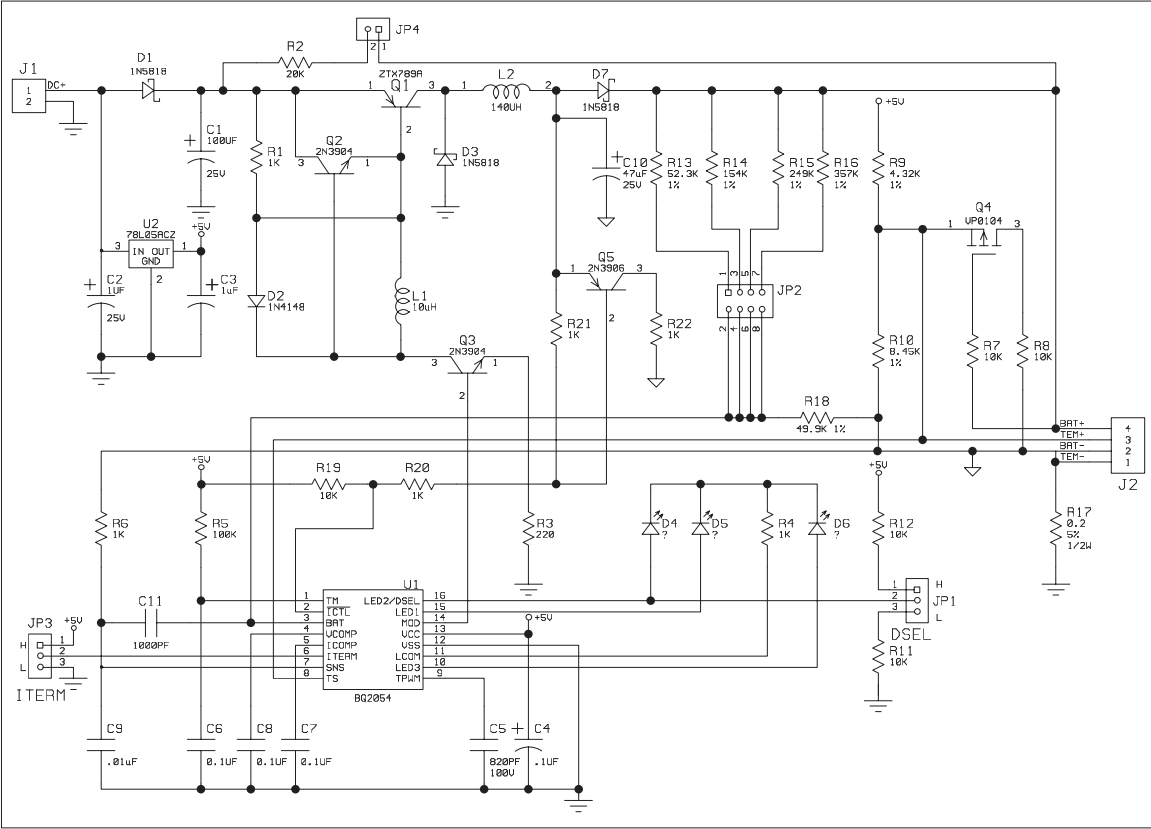 JP4
2 1
R2
20K
D1
1N5818
J1
1
2
DC+
ZTX789A
1 Q1 3
2
1 L2 2
140UH
D7
1N5818
+5V
C1
100UF
25V
R1
1K
Q2
2N3904
3 1
D3
1N5818
C10
47uF
25V
R13
52.3K
1%
R14
154K
1%
R15
249K
1%
R16
357K
1%
R9
4.32K
1%
Q4
VP0104
1 3
U2
78L05ACZ
+5V
3 IN OUT 1
GND
2
C2
1UF
25V
C3
1uF
D2
1N4148
L1
10uH
Q5
2N3906
1 3
2
1 3 5 7
JP2
2 4 6 8
R21
1K
R22
1K
R10
8.45K
1%
R7
10K
R8
10K
Q3
2N3904
3 1
2
R18
49.9K 1%
BAT+ 4
TEM+ 3
BAT- 2
TEM- 1
J2
+5V
+5V
R19
10K
R20
1K
R6
1K
R5
100K
R3
220
D4
?
D5
?
R4
1K
D6
?
R12
10K
R17
0.2
5%
1/2W
U1
1 TM LED2/DSEL 16
2 ICTL LED1 15
3 BAT MOD 14
4 VCOMP VCC 13
5 ICOMP VSS 12
6 ITERM LCOM 11
7 SNS LED3 10
8 TS TPWM 9
BQ2054
+5V
C11
1000PF
JP3
+5V
H 1
2
L 3
ITERM
1 H
2 JP1
3 L
DSEL
R11
10K
C9
.01uF
C6
0.1UF
C8
0.1UF
C7
0.1UF
C5
820PF
100V
C4
.1UF